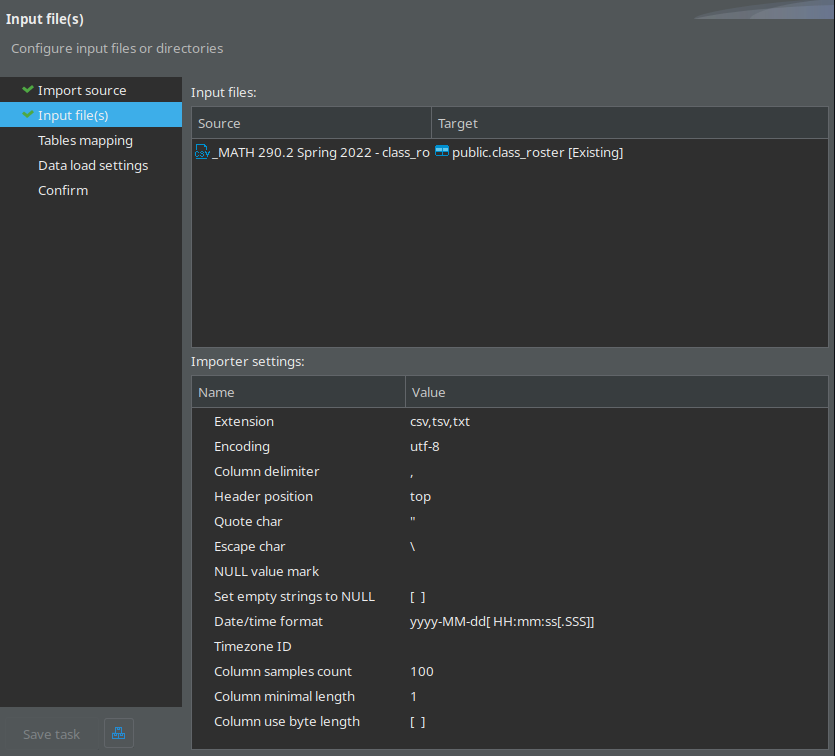 Input file(s)
Configure input files or directories
Import source
Input file(s)
Tables mapping
Data load settings
Confirm
Save task
Input files:
Source Target
_MATH 290.2 Spring 2022 - class_ro public.class_roster [Existing]
Importer settings:
Name Value
Extension csv,tsv,txt
Encoding utf-8
Column delimiter ,
Header position top
Quote char "
Escape char \
NULL value mark
Set empty strings to NULL [ ]
Date/time format yyyy-MM-dd[ HH:mm:ss[.SSS]]
Timezone ID
Column samples count 100
Column minimal length 1
Column use byte length [ ]